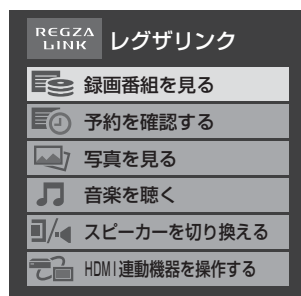 REGZA
LINK
レグザリンク
録画番組を見る
予約を確認する
写真を見る
音楽を聴く
スピーカーを切り換える
HDMI連動機器を操作する